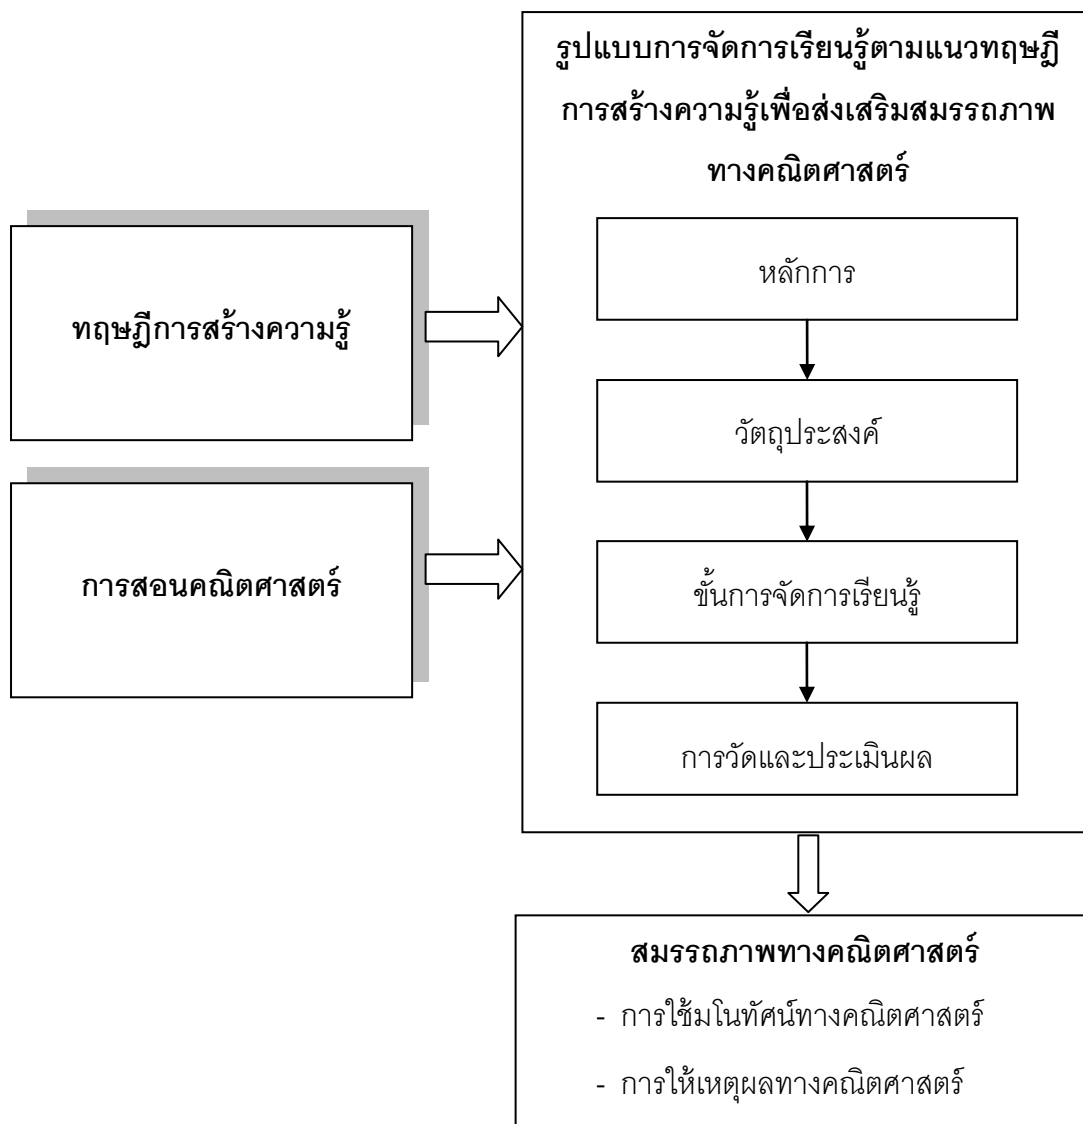 รูปแบบการจัดการเรียนรู้ตามแนวทฤษฎี
การสร้างความรู้เพื่อส่งเสริมสมรรถภาพ
ทางคณิตศาสตร์
หลักการ
ทฤษฎีการสร้างความรู้
วัตถุประสงค์
การสอนคณิตศาสตร์
ขั้นการจัดการเรียนรู้
การวัดและประเมินผล
สมรรถภาพทางคณิตศาสตร์
- การใช้มโนทัศน์ทางคณิตศาสตร์
- การให้เหตุผลทางคณิตศาสตร์